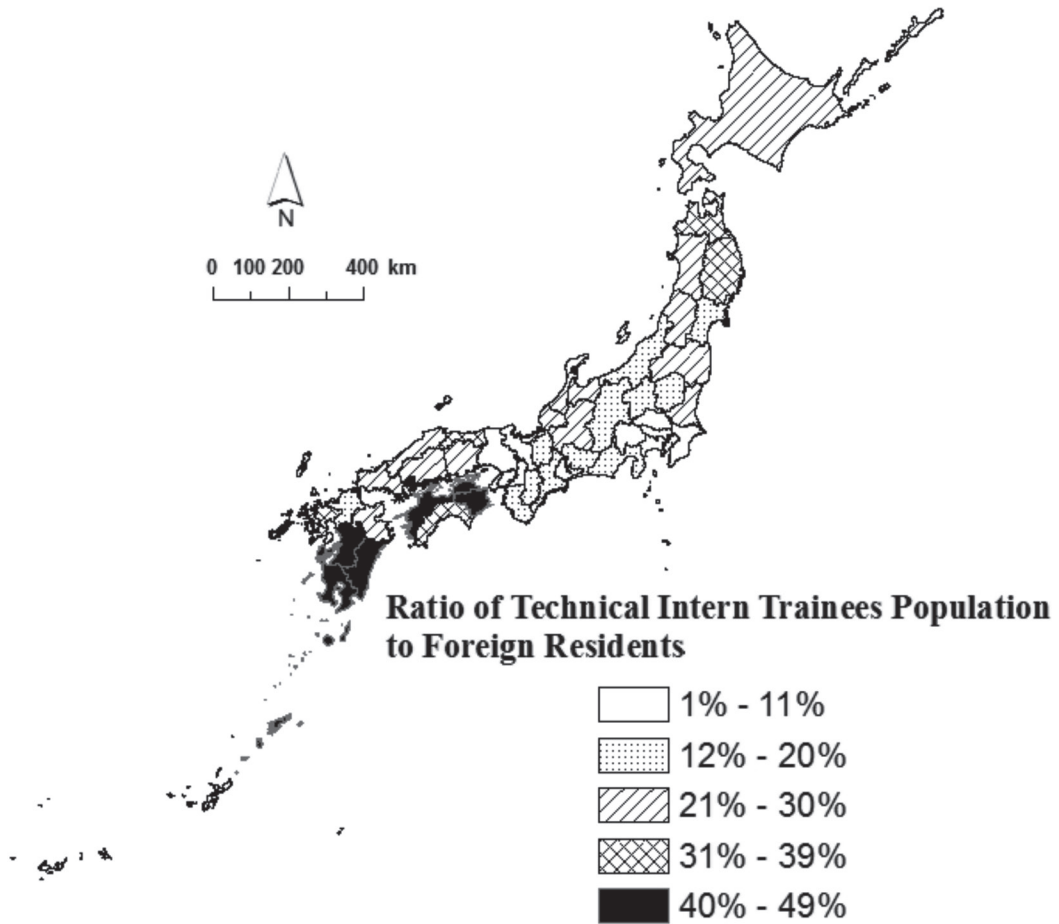 N
0 100 200 400 km
Ratio of Technical Intern Trainees Population
to Foreign Residents
1% - 11%
12% - 20%
21% - 30%
31% - 39%
40% - 49%